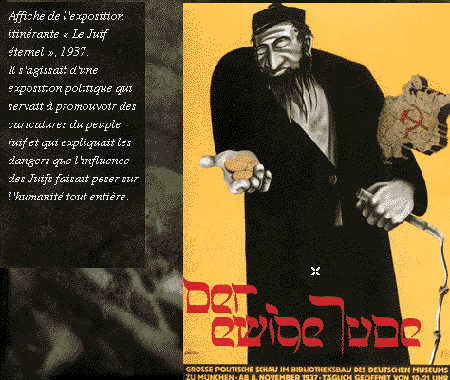 Affiche de l'exposition
itinérante « Le Juif
éternel », 1937.
Il s'agissait d'une
exposition politique qui
servait à promouvoir des
caricatures du peuple
juif et qui expliquait les
dangers que l'influence
des Juifs faisait peser sur
l'humanité tout entière.
Der
ewige Jude
GROSSE POLITISCHE SCHAU IM BIBLIOTHEKSBAU DES DEUTSCHEN MUSEUMS
ZU MÜNCHEN · AB 8. NOVEMBER 1937 · TÄGLICH GEÖFFNET VON 10-21 UHR